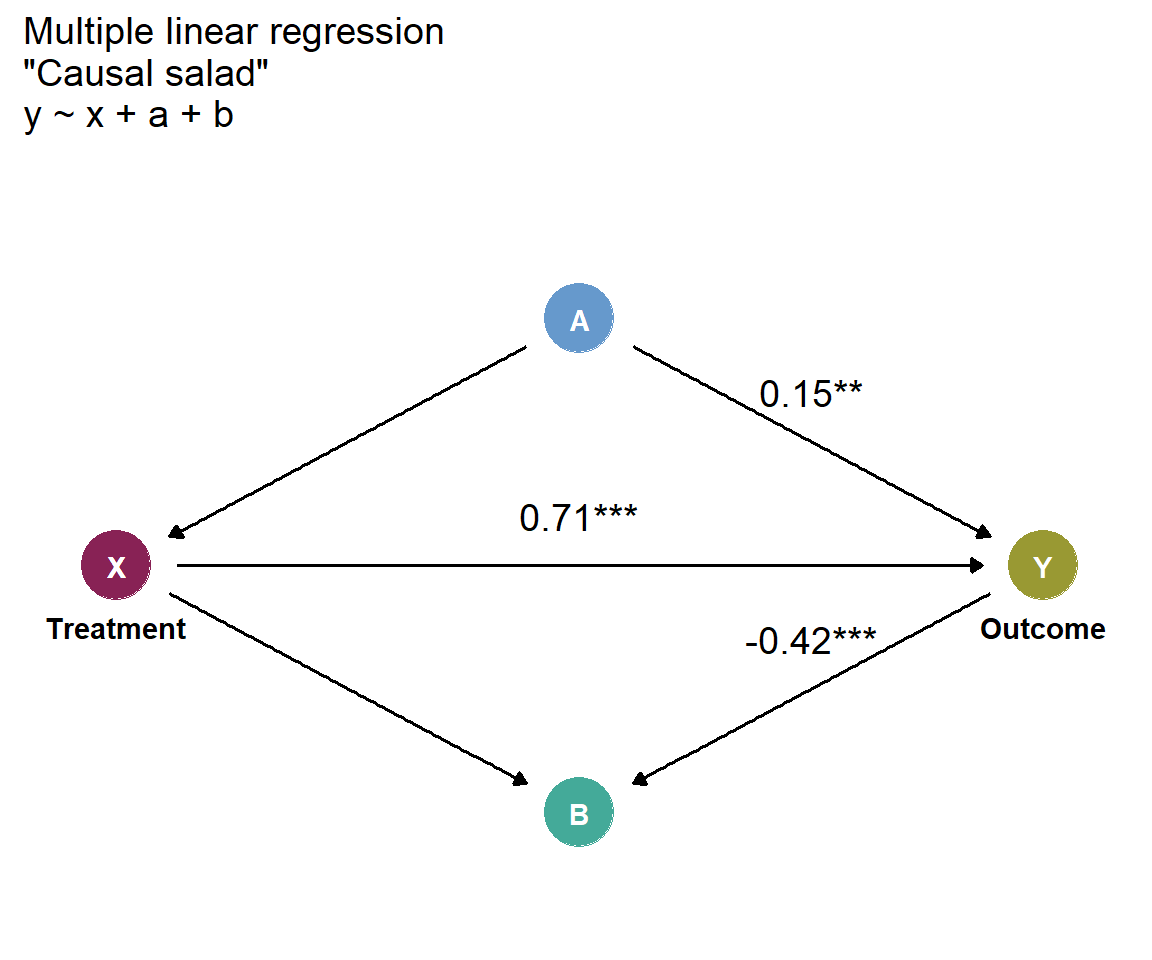 Multiple linear regression
"Causal salad"
y ~ x + a + b
A
0.15**
0.71***
X
Y
Treatment
Outcome
-0.42***
B